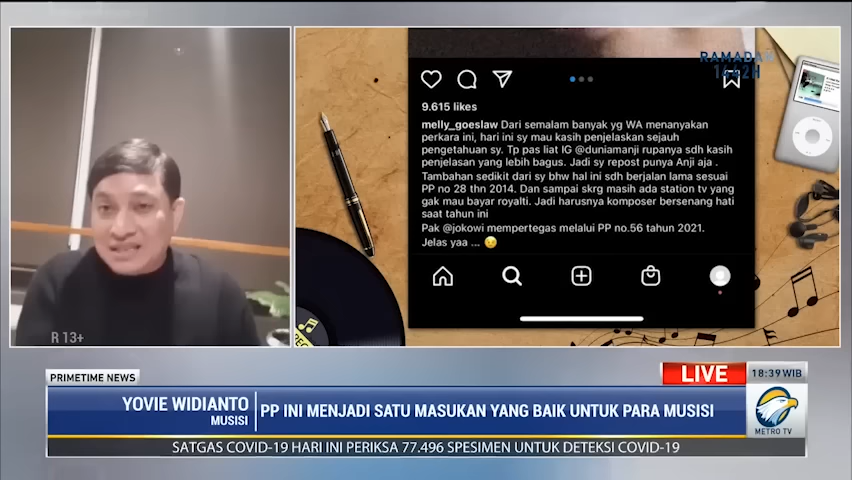 RAMADAN
1442H
9.615 likes
melly_goeslaw Dari semalam banyak yg WA menanyakan
perkara ini, hari ini sy mau kasih penjelaskan sejauh
pengetahuan sy. Tp pas liat IG @duniamanji rupanya sdh kasih
penjelasan yang lebih bagus. Jadi sy repost punya Anji aja .
Tambahan sedikit dari sy bhw hal ini sdh berjalan lama sesuai
PP no 28 thn 2014. Dan sampai skrg masih ada station tv yang
gak mau bayar royalti. Jadi harusnya komposer bersenang hati
saat tahun ini
Pak @jokowi mempertegas melalui PP no.56 tahun 2021.
Jelas yaa ... 😉
R 13+
PRIMETIME NEWS
LIVE
18:39 WIB
YOVIE WIDIANTO
MUSISI
PP INI MENJADI SATU MASUKAN YANG BAIK UNTUK PARA MUSISI
METRO TV
SATGAS COVID-19 HARI INI PERIKSA 77.496 SPESIMEN UNTUK DETEKSI COVID-19